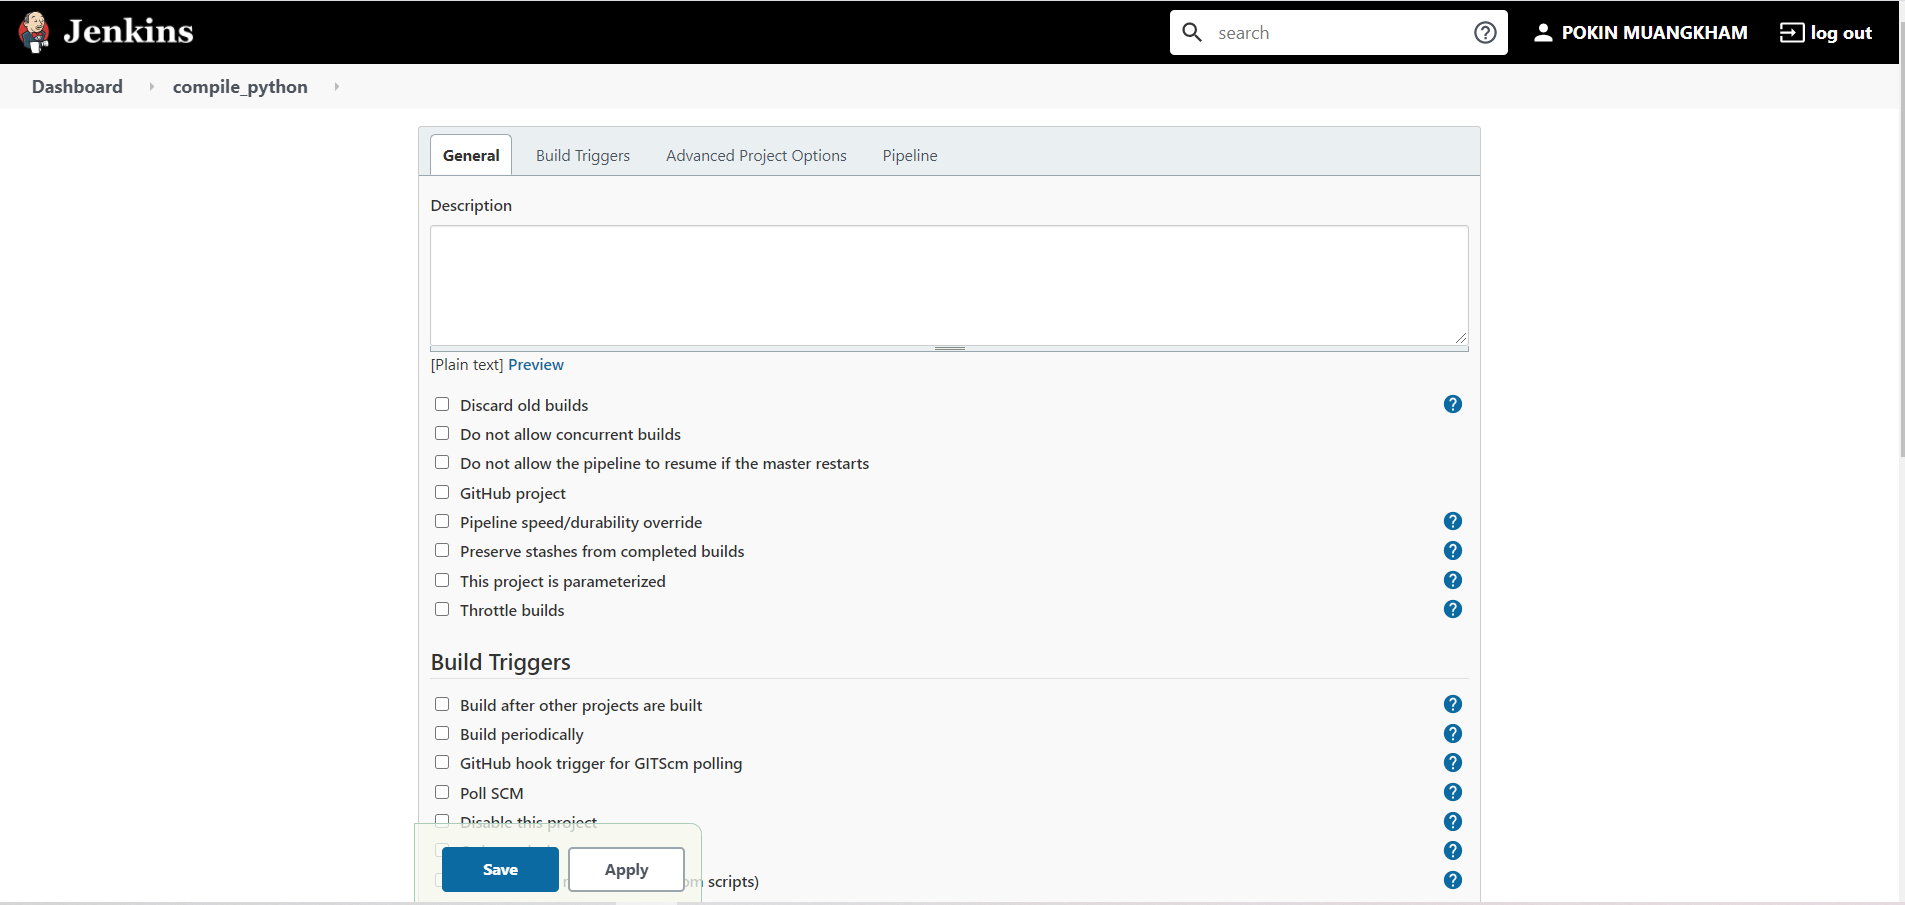 Jenkins
search
POKIN MUANGKHAM
log out
Dashboard
compile_python
General
Build Triggers
Advanced Project Options
Pipeline
Description
[Plain text] Preview
Discard old builds
Do not allow concurrent builds
Do not allow the pipeline to resume if the master restarts
GitHub project
Pipeline speed/durability override
Preserve stashes from completed builds
This project is parameterized
Throttle builds
Build Triggers
Build after other projects are built
Build periodically
GitHub hook trigger for GITScm polling
Poll SCM
Disable this project
scripts)
Save
Apply